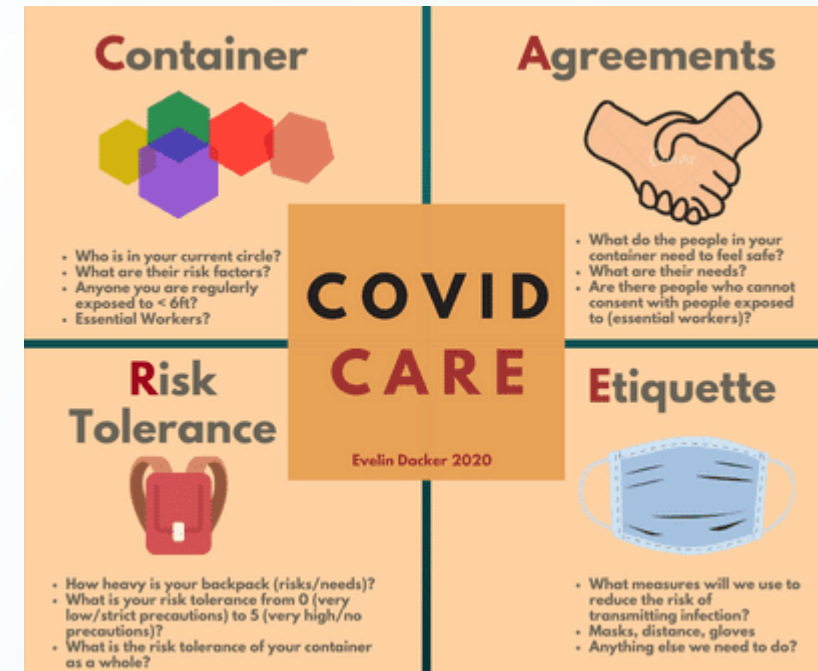 Container
• Who is in your current circle?
• What are their risk factors?
• Anyone you are regularly
exposed to < 6ft?
• Essential Workers?
Agreements
• What do the people in your
container need to feel safe?
• What are their needs?
• Are there people who cannot
consent with people exposed
to (essential workers)?
COVID
CARE
Evelin Dacker 2020
Risk
Tolerance
• How heavy is your backpack (risks/needs)?
• What is your risk tolerance from 0 (very
low/strict precautions) to 5 (very high/no
precautions)?
• What is the risk tolerance of your container
as a whole?
Etiquette
• What measures will we use to
reduce the risk of
transmitting infection?
• Masks, distance, gloves
• Anything else we need to do?